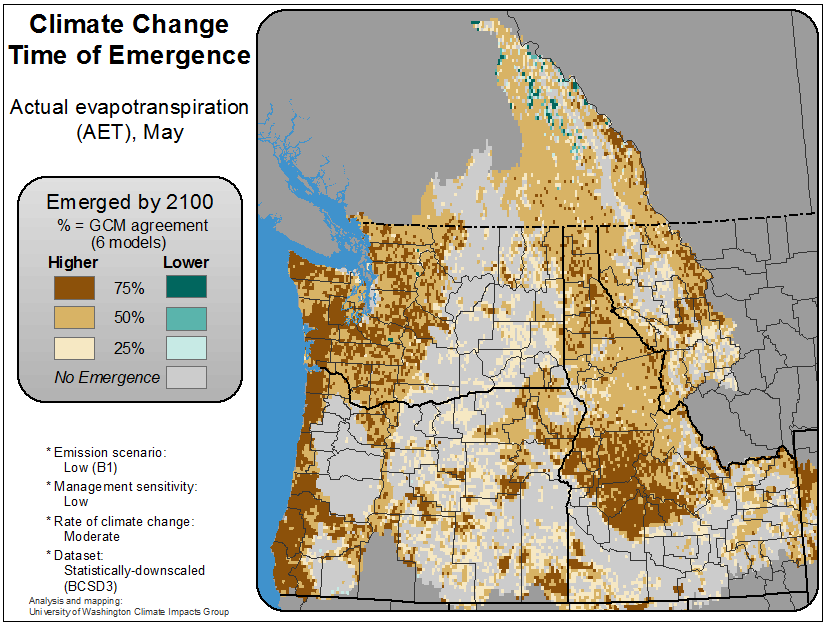 Climate Change
Time of Emergence
Actual evapotranspiration
(AET), May
Emerged by 2100
% = GCM agreement
(6 models)
Higher Lower
75%
50%
25%
No Emergence
* Emission scenario:
Low (B1)
* Management sensitivity:
Low
* Rate of climate change:
Moderate
* Dataset:
Statistically-downscaled
(BCSD3)
Analysis and mapping:
University of Washington Climate Impacts Group